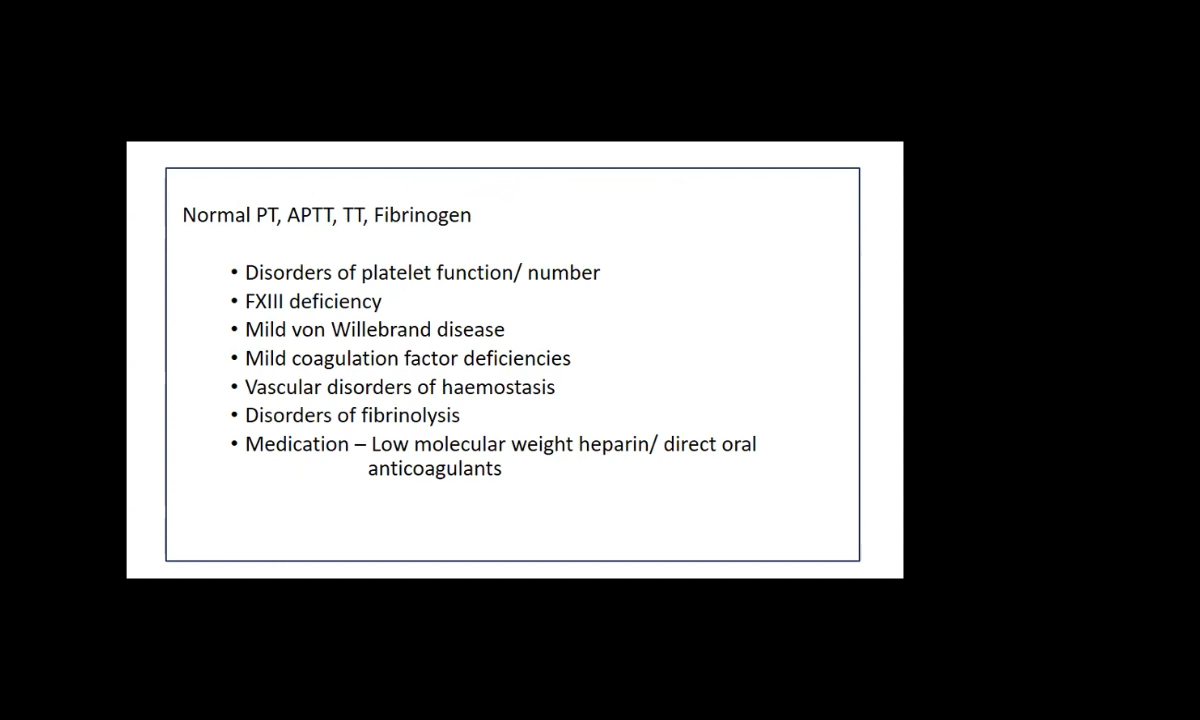 Normal PT, APTT, TT, Fibrinogen
• Disorders of platelet function/ number
• FXIII deficiency
• Mild von Willebrand disease
• Mild coagulation factor deficiencies
• Vascular disorders of haemostasis
• Disorders of fibrinolysis
• Medication – Low molecular weight heparin/ direct oral
anticoagulants